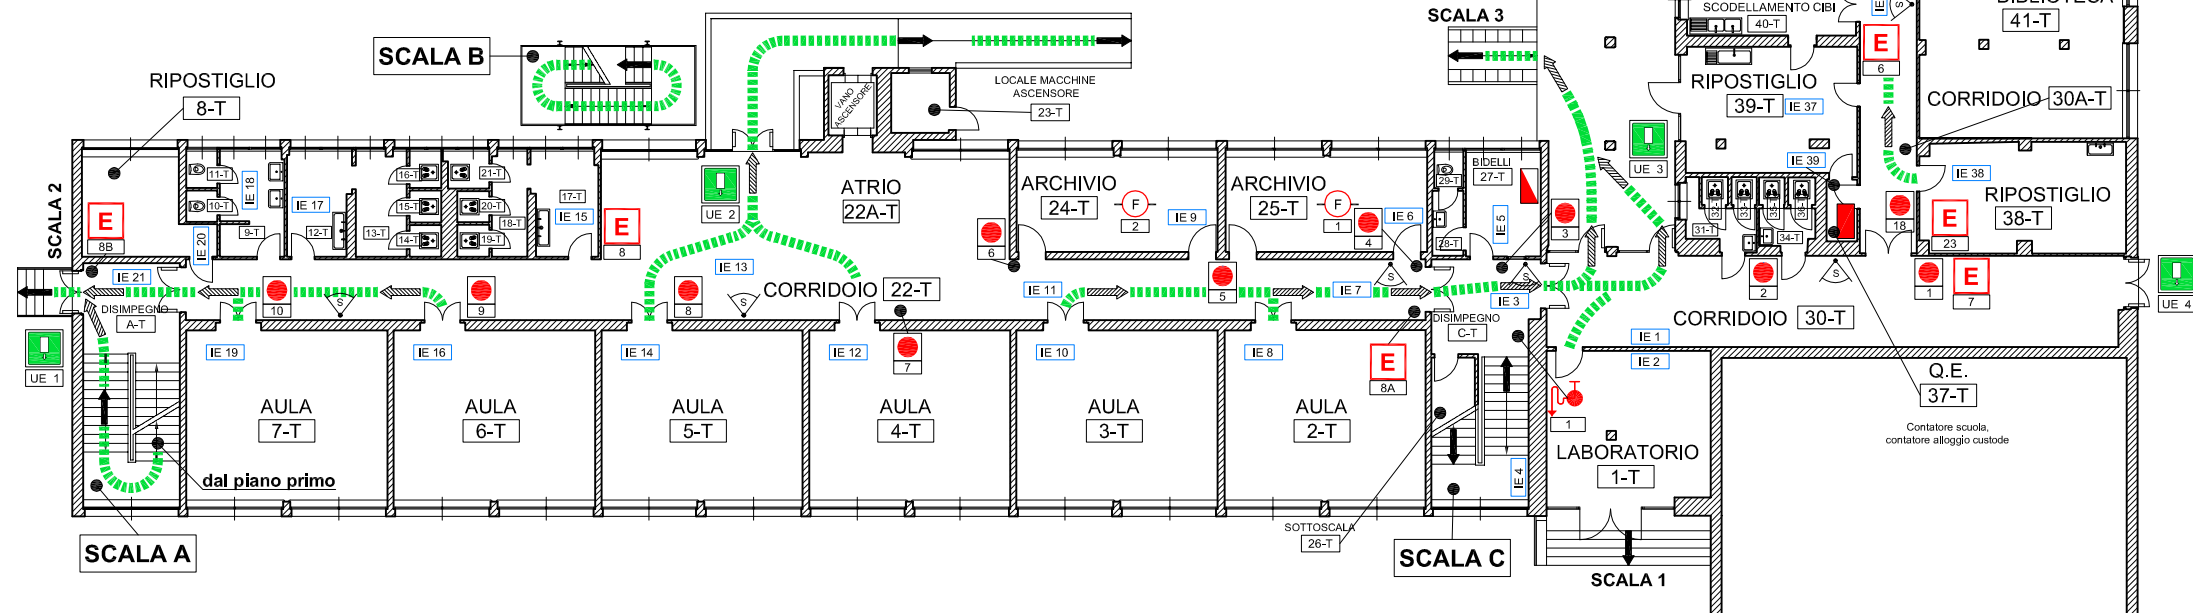 SCALA 3
SCODELLAMENTO CIBI
40-T
BIBLIOTECA
41-T
IE
S
SCALA B
RIPOSTIGLIO
8-T
LOCALE MACCHINE
ASCENSORE
23-T
VANO
ASCENSORE
E
6
RIPOSTIGLIO
39-T
IE 37
CORRIDOIO
30A-T
UE 3
IE 39
IE 38
RIPOSTIGLIO
38-T
SCALA 2
E
8B
11-T
10-T
IE 18
9-T
IE 20
IE 17
12-T
13-T
16-T
15-T
14-T
21-T
20-T
19-T
18-T
17-T
IE 15
E
8
UE 2
ATRIO
22A-T
6
ARCHIVIO
24-T
F
2
IE 9
ARCHIVIO
25-T
F
1
4
IE 6
29-T
28-T
BIDELLI
27-T
IE 5
3
31-T
32-T
33-T
35-T
36-T
34-T
18
E
23
IE 21
DISIMPEGNO
A-T
10
S
9
IE 13
8
S
CORRIDOIO
22-T
IE 11
5
S
IE 7
S
IE 3
DISIMPEGNO
C-T
2
S
1
E
7
UE 4
CORRIDOIO
30-T
UE 1
IE 19
IE 16
IE 14
IE 12
7
IE 10
IE 8
E
8A
IE 1
IE 2
Q.E.
37-T
AULA
7-T
AULA
6-T
AULA
5-T
AULA
4-T
AULA
3-T
AULA
2-T
1
LABORATORIO
1-T
Contatore scuola,
contatore alloggio custode
dal piano primo
IE 4
SOTTOSCALA
26-T
SCALA A
SCALA C
SCALA 1